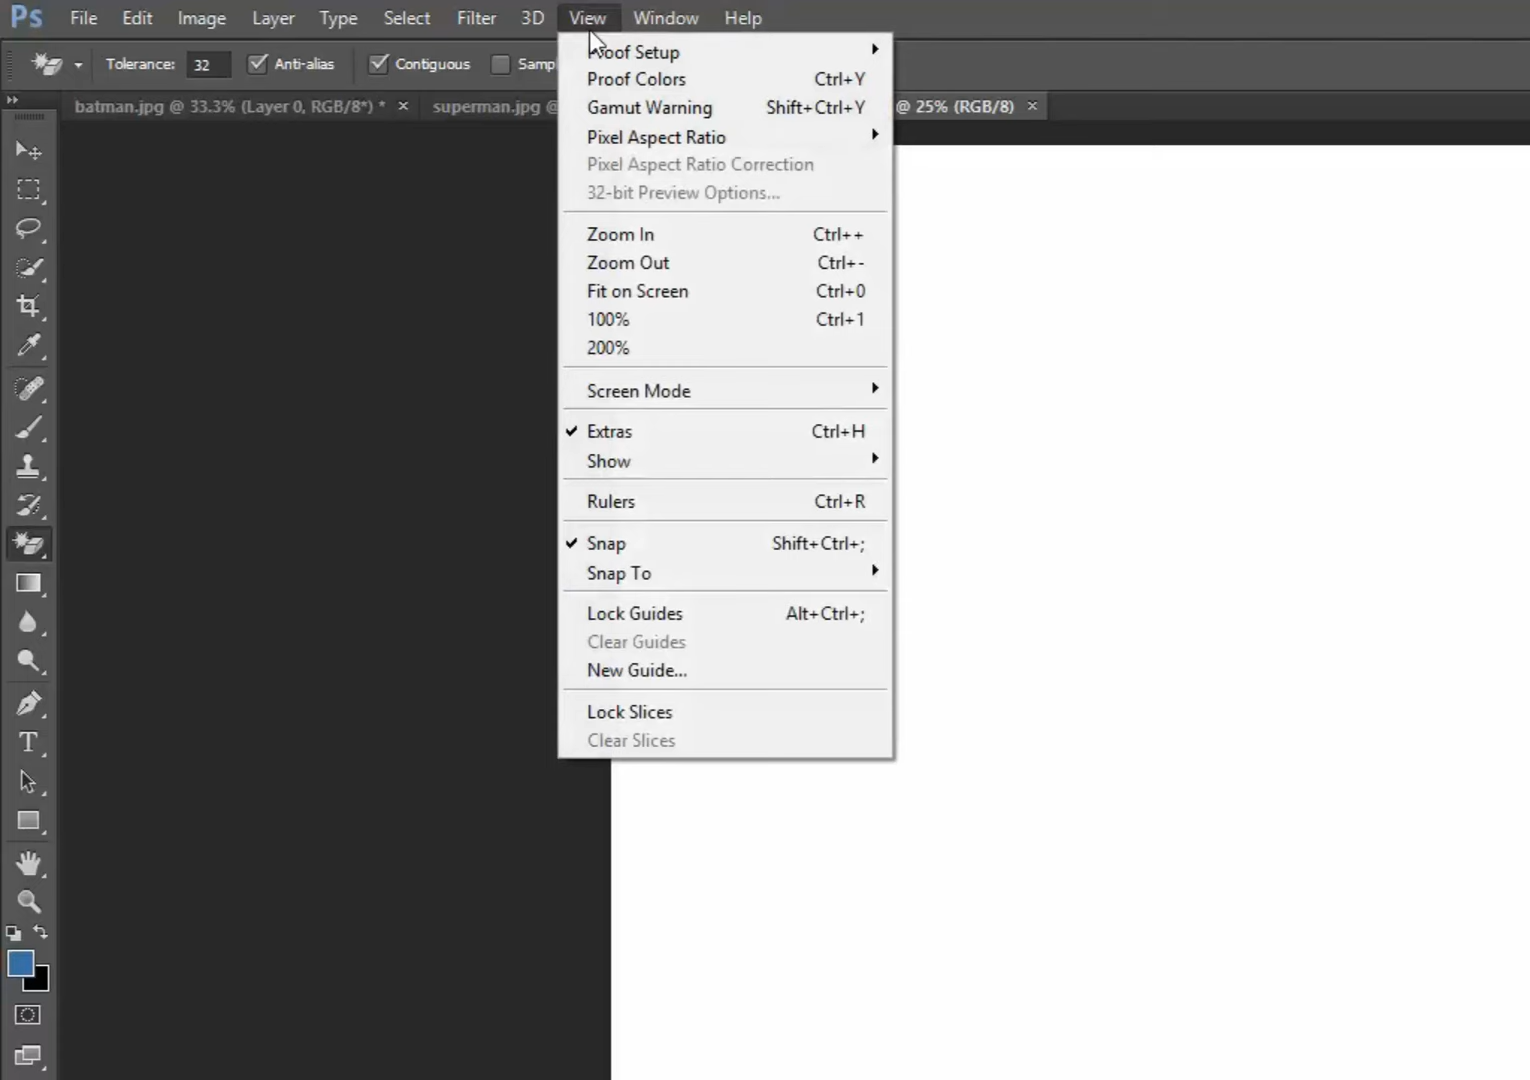 Ps File Edit Image Layer Type Select Filter 3D View Window Help
Tolerance: 32 Anti-alias Contiguous
batman.jpg @ 33.3% (Layer 0, RGB/8*) * × superman.jpg @ @ 25% (RGB/8) ×
Proof Setup
Proof Colors Ctrl+Y
Gamut Warning Shift+Ctrl+Y
Pixel Aspect Ratio
Pixel Aspect Ratio Correction
32-bit Preview Options...
Zoom In Ctrl++
Zoom Out Ctrl+-
Fit on Screen Ctrl+0
100% Ctrl+1
200%
Screen Mode
Extras Ctrl+H
Show
Rulers Ctrl+R
Snap Shift+Ctrl+;
Snap To
Lock Guides Alt+Ctrl+;
Clear Guides
New Guide...
Lock Slices
Clear Slices